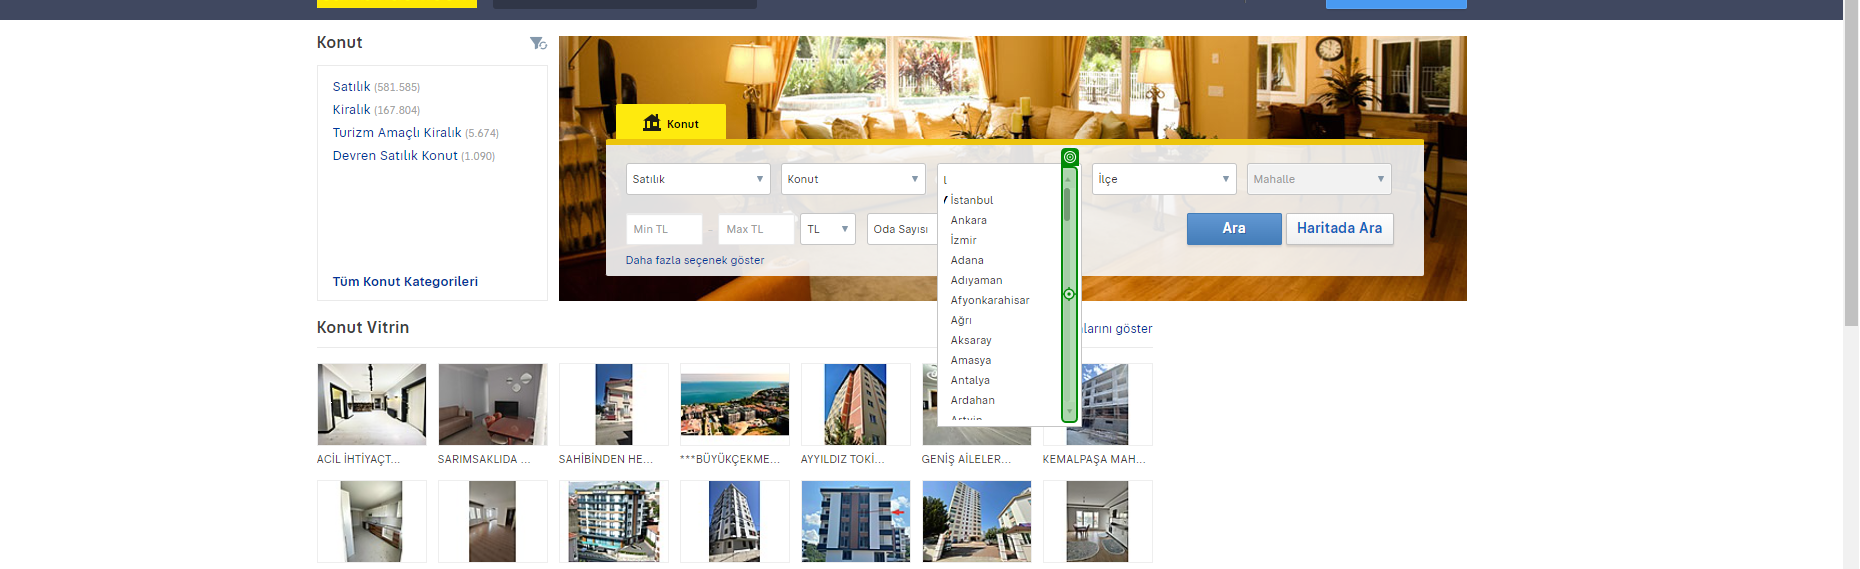 Konut
Satılık (581.585)
Kiralık (167.804)
Turizm Amaçlı Kiralık (5.674)
Devren Satılık Konut (1.090)
Tüm Konut Kategorileri
Konut
Satılık
Konut
İlçe
Mahalle
Min TL - Max TL
TL
Oda Sayısı
Ara
Haritada Ara
Daha fazla seçenek göster
İstanbul
Ankara
İzmir
Adana
Adıyaman
Afyonkarahisar
Ağrı
Aksaray
Amasya
Antalya
Ardahan
Artvin
Konut Vitrin
larını göster
ACİL İHTİYAÇT...
SARIMSAKLIDA ...
SAHİBİNDEN HE...
***BÜYÜKÇEKME...
AYYILDIZ TOKİ...
GENİŞ AİLELER...
KEMALPAŞA MAH...